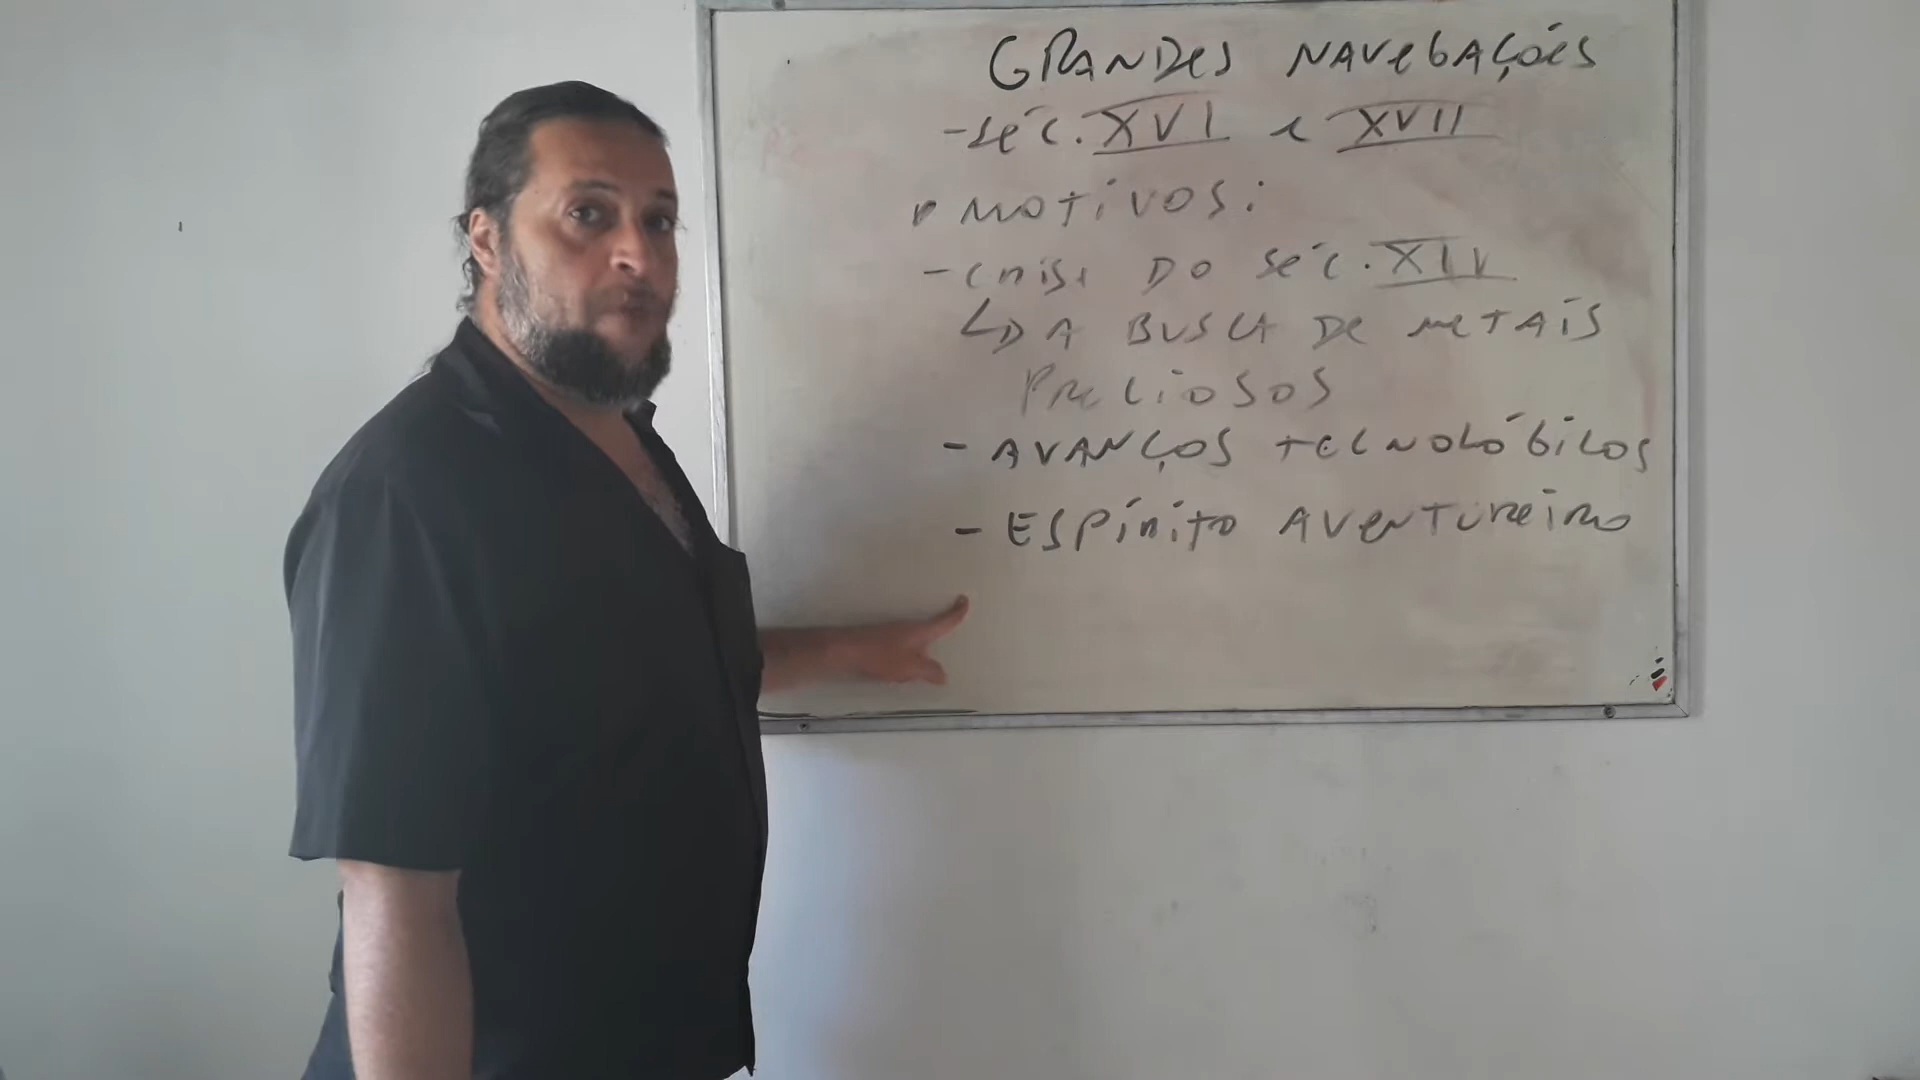 GRANDES NAVEGAÇÕES
- séc. XVI e XVII
MOTIVOS:
- CRISE DO SÉC. XIV
↳ A BUSCA DE METAIS
PRECIOSOS
- AVANÇOS TECNOLÓGICOS
- ESPÍRITO AVENTUREIRO